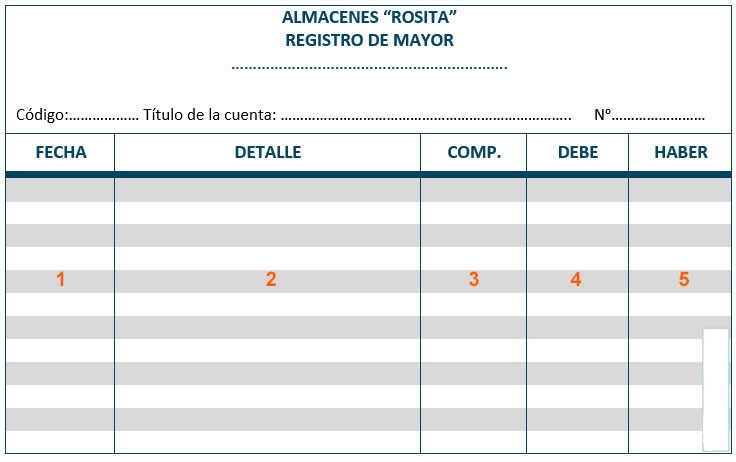 ALMACENES “ROSITA”
REGISTRO DE MAYOR
……………………………………………………….
Código:……………… Título de la cuenta: ……………………………………………………….. N°……………………
FECHA DETALLE COMP. DEBE HABER
1 2 3 4 5